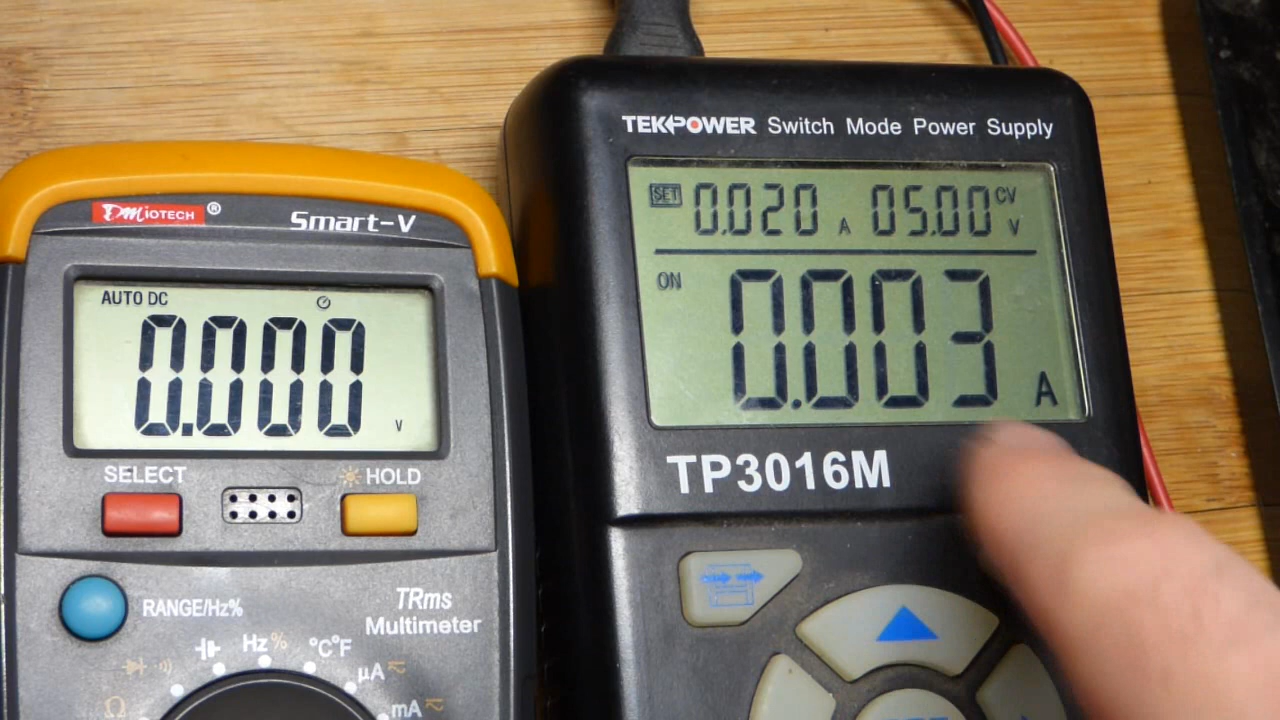 DMiOTECH ®
Smart-V
AUTO DC
0.000 V
SELECT
HOLD
RANGE/Hz%
TRms
Multimeter
Hz %
°C°F
μA
mA
Ω
TEKPOWER Switch Mode Power Supply
SET 0.020 A 05.00 CV V
ON
0.003 A
TP3016M